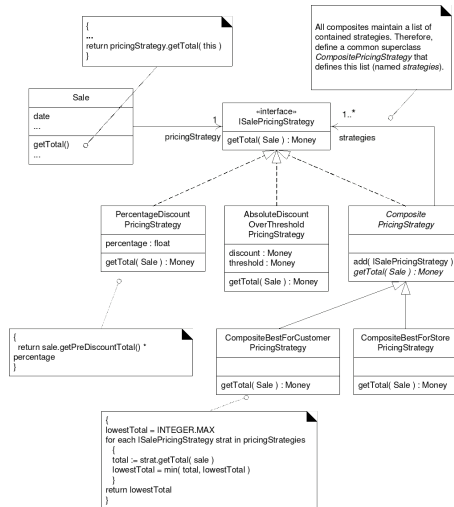 {
...
return pricingStrategy.getTotal( this )
}
All composites maintain a list of
contained strategies. Therefore,
define a common superclass
CompositePricingStrategy that
defines this list (named strategies).
Sale
date
...
getTotal()
...
1
pricingStrategy
«interface»
ISalePricingStrategy
getTotal( Sale ) : Money
1..*
strategies
PercentageDiscount
PricingStrategy
percentage : float
getTotal( Sale ) : Money
AbsoluteDiscount
OverThreshold
PricingStrategy
discount : Money
threshold : Money
getTotal( Sale ) : Money
Composite
PricingStrategy
add( ISalePricingStrategy )
getTotal( Sale ) : Money
{
return sale.getPreDiscountTotal() *
percentage
}
CompositeBestForCustomer
PricingStrategy
getTotal( Sale ) : Money
CompositeBestForStore
PricingStrategy
getTotal( Sale ) : Money
{
lowestTotal = INTEGER.MAX
for each ISalePricingStrategy strat in pricingStrategies
{
total := strat.getTotal( sale )
lowestTotal = min( total, lowestTotal )
}
return lowestTotal
}